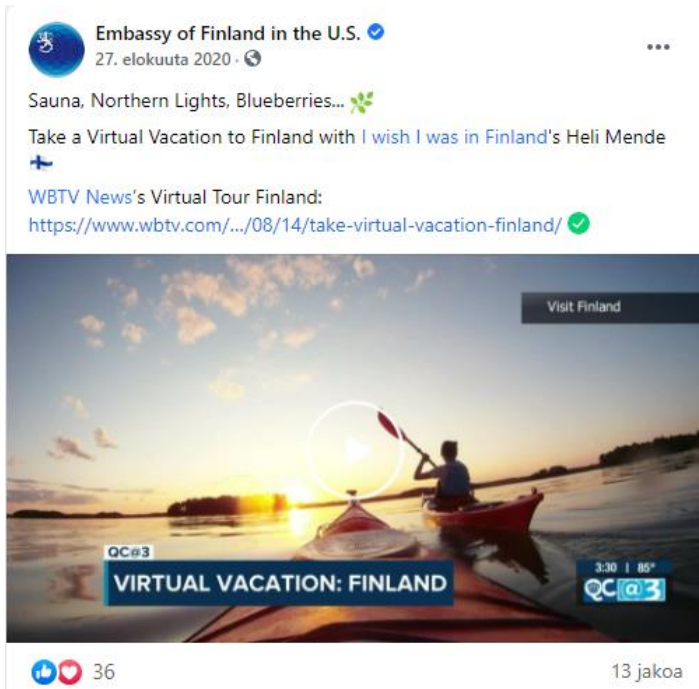 Embassy of Finland in the U.S.
27. elokuuta 2020 ·
Sauna, Northern Lights, Blueberries... 🌿
Take a Virtual Vacation to Finland with I wish I was in Finland's Heli Mende
🇫🇮
WBTV News's Virtual Tour Finland:
https://www.wbtv.com/.../08/14/take-virtual-vacation-finland/
Visit Finland
QC@3
VIRTUAL VACATION: FINLAND
3:30 | 85°
QC@3
36
13 jakoa